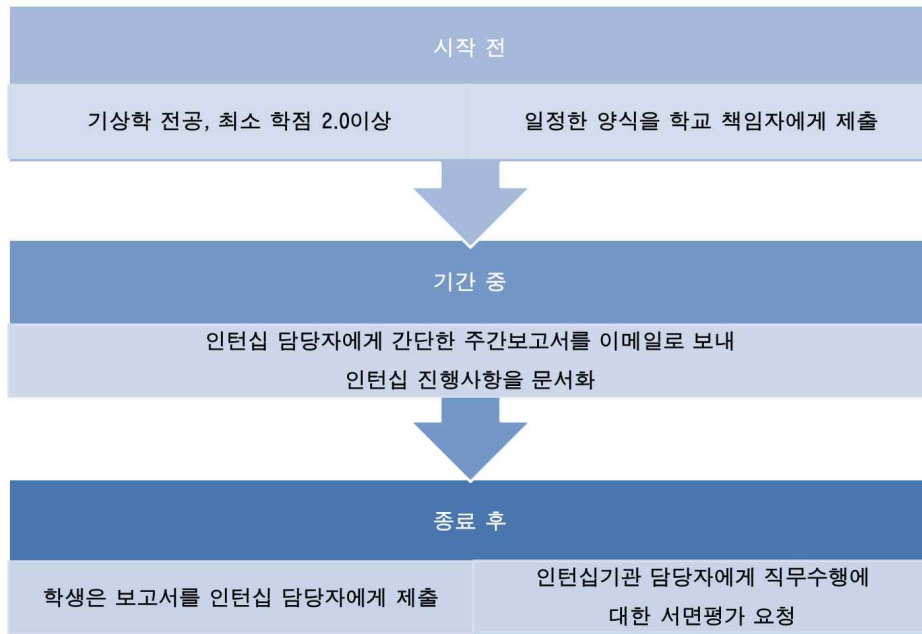 시작 전
기상학 전공, 최소 학점 2.0이상
일정한 양식을 학교 책임자에게 제출
기간 중
인턴십 담당자에게 간단한 주간보고서를 이메일로 보내
인턴십 진행사항을 문서화
종료 후
학생은 보고서를 인턴십 담당자에게 제출
인턴십기관 담당자에게 직무수행에
대한 서면평가 요청